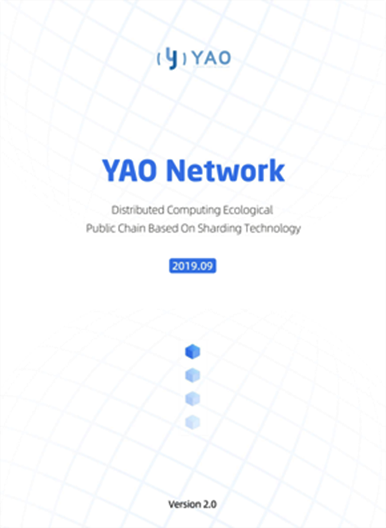 (y) YAO
YAO Network
Distributed Computing Ecological
Public Chain Based On Sharding Technology
2019.09
Version 2.0